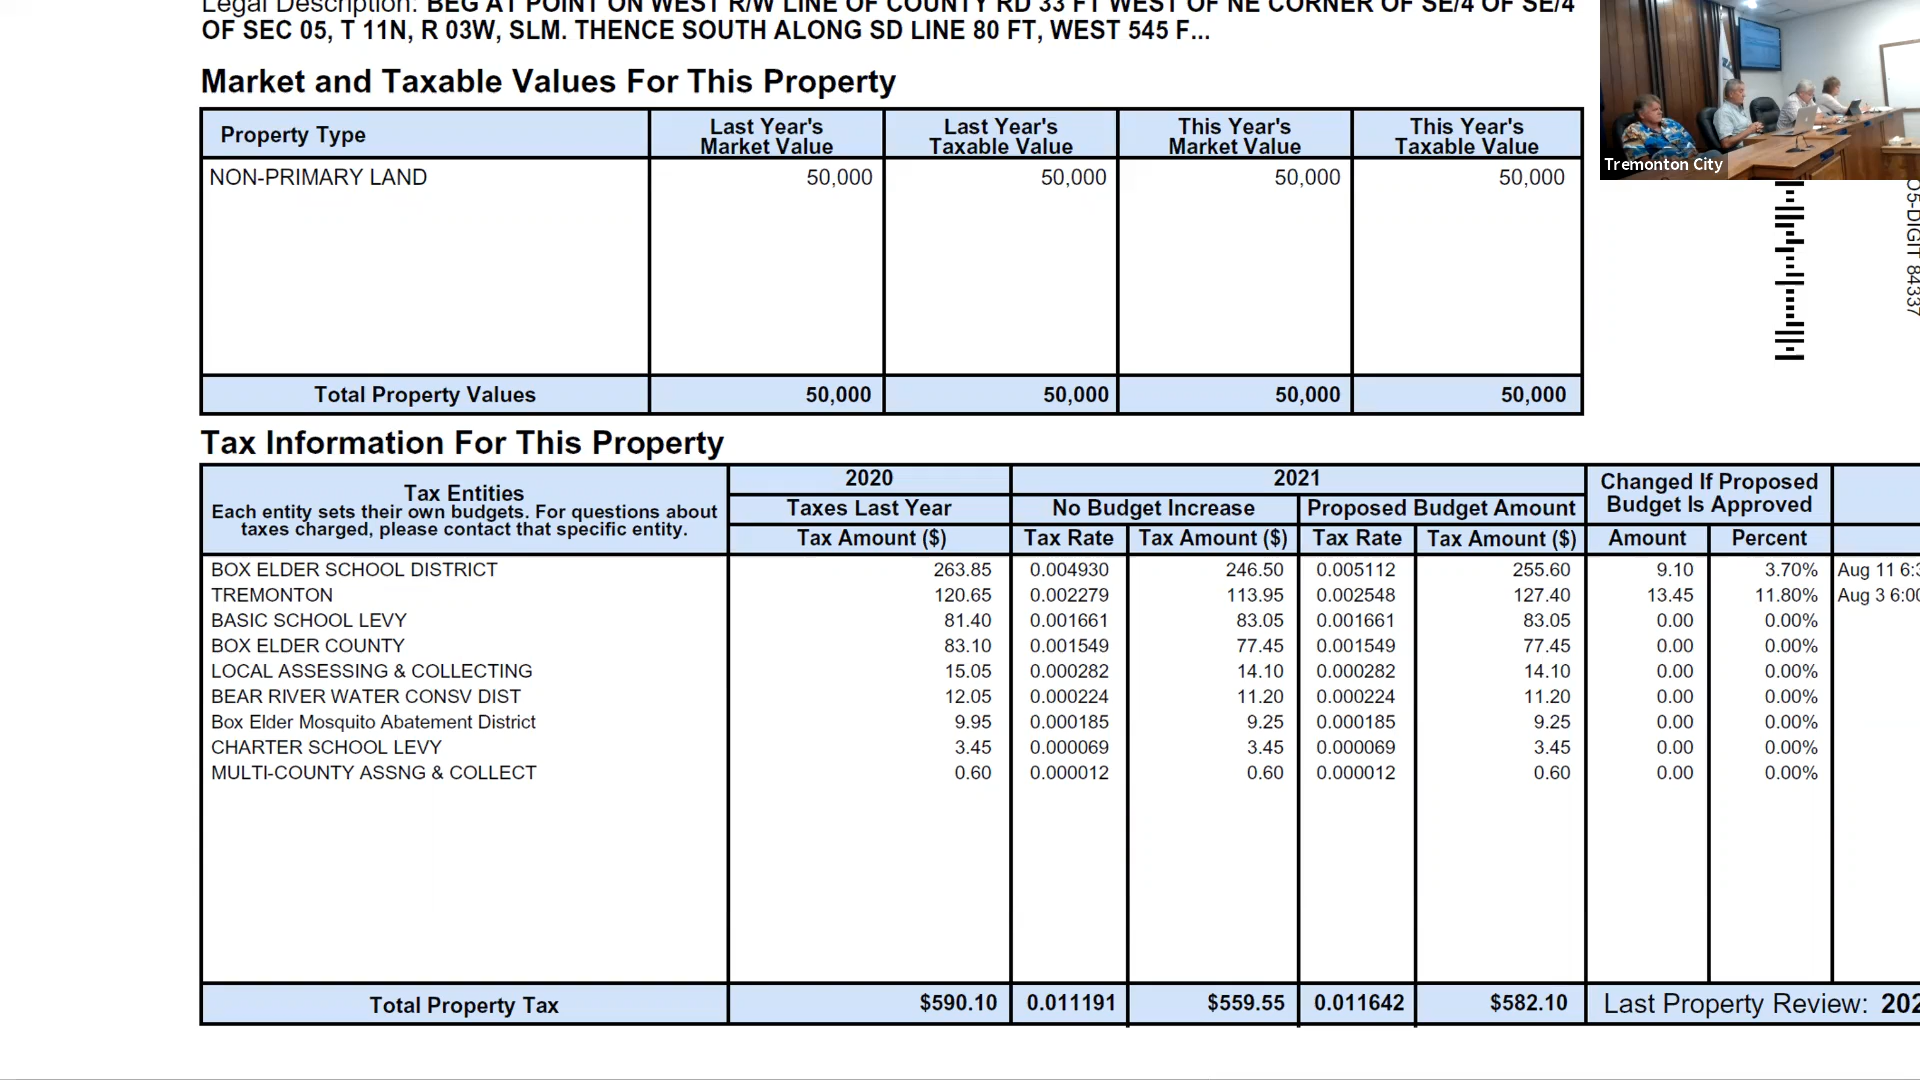 Legal Description: BEG AT POINT ON WEST R/W LINE OF COUNTY RD 33 FT WEST OF NE CORNER OF SE/4 OF SE/4
OF SEC 05, T 11N, R 03W, SLM. THENCE SOUTH ALONG SD LINE 80 FT, WEST 545 F...
Market and Taxable Values For This Property
Property Type
Last Year's
Market Value
Last Year's
Taxable Value
This Year's
Market Value
This Year's
Taxable Value
NON-PRIMARY LAND 50,000 50,000 50,000 50,000
Total Property Values 50,000 50,000 50,000 50,000
Tremonton City
05-DIGIT 84337
Tax Information For This Property
Tax Entities
Each entity sets their own budgets. For questions about
taxes charged, please contact that specific entity.
2020
Taxes Last Year
Tax Amount ($)
2021
No Budget Increase
Tax Rate Tax Amount ($)
Proposed Budget Amount
Tax Rate Tax Amount ($)
Changed If Proposed
Budget Is Approved
Amount Percent
BOX ELDER SCHOOL DISTRICT 263.85 0.004930 246.50 0.005112 255.60 9.10 3.70% Aug 11 6:3
TREMONTON 120.65 0.002279 113.95 0.002548 127.40 13.45 11.80% Aug 3 6:00
BASIC SCHOOL LEVY 81.40 0.001661 83.05 0.001661 83.05 0.00 0.00%
BOX ELDER COUNTY 83.10 0.001549 77.45 0.001549 77.45 0.00 0.00%
LOCAL ASSESSING & COLLECTING 15.05 0.000282 14.10 0.000282 14.10 0.00 0.00%
BEAR RIVER WATER CONSV DIST 12.05 0.000224 11.20 0.000224 11.20 0.00 0.00%
Box Elder Mosquito Abatement District 9.95 0.000185 9.25 0.000185 9.25 0.00 0.00%
CHARTER SCHOOL LEVY 3.45 0.000069 3.45 0.000069 3.45 0.00 0.00%
MULTI-COUNTY ASSNG & COLLECT 0.60 0.000012 0.60 0.000012 0.60 0.00 0.00%
Total Property Tax $590.10 0.011191 $559.55 0.011642 $582.10 Last Property Review: 202